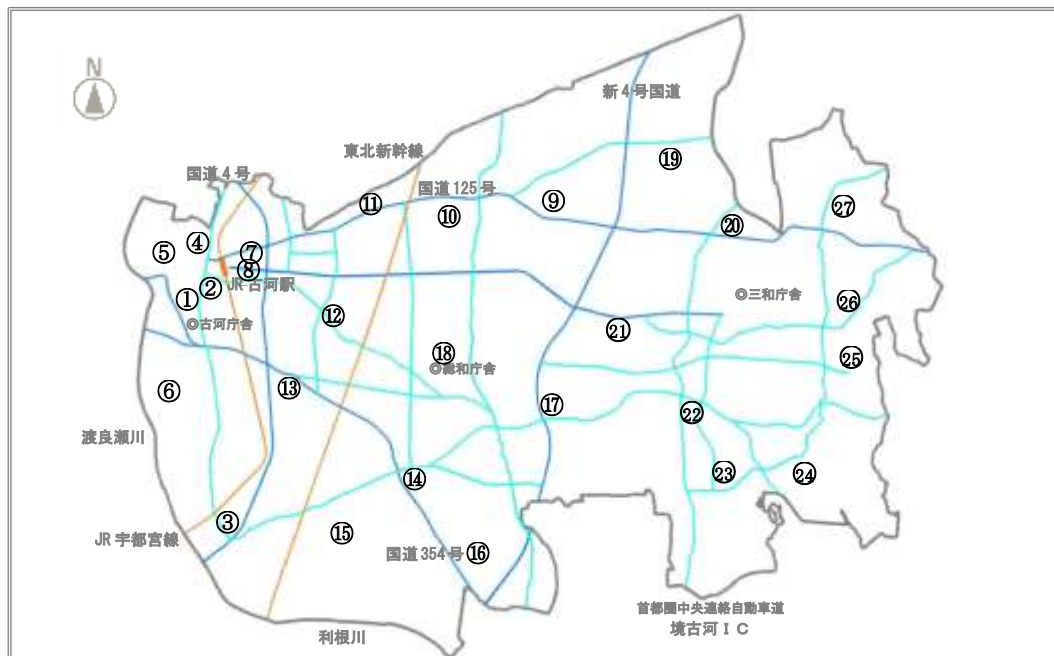 N
新4号国道
東北新幹線
⑲
国道4号
国道125号
㉗
⑪
⑨
⑩
⑳
④
⑤
⑦
⑧
JR古河駅
②
①
◎三和庁舎
㉖
⑫
◎古河庁舎
㉑
⑱
◎総和庁舎
㉕
⑬
⑥
⑰
㉒
渡良瀬川
⑭
㉓
㉔
③
⑮
JR宇都宮線
国道354号
⑯
首都圏中央連絡自動車道
境古河IC
利根川